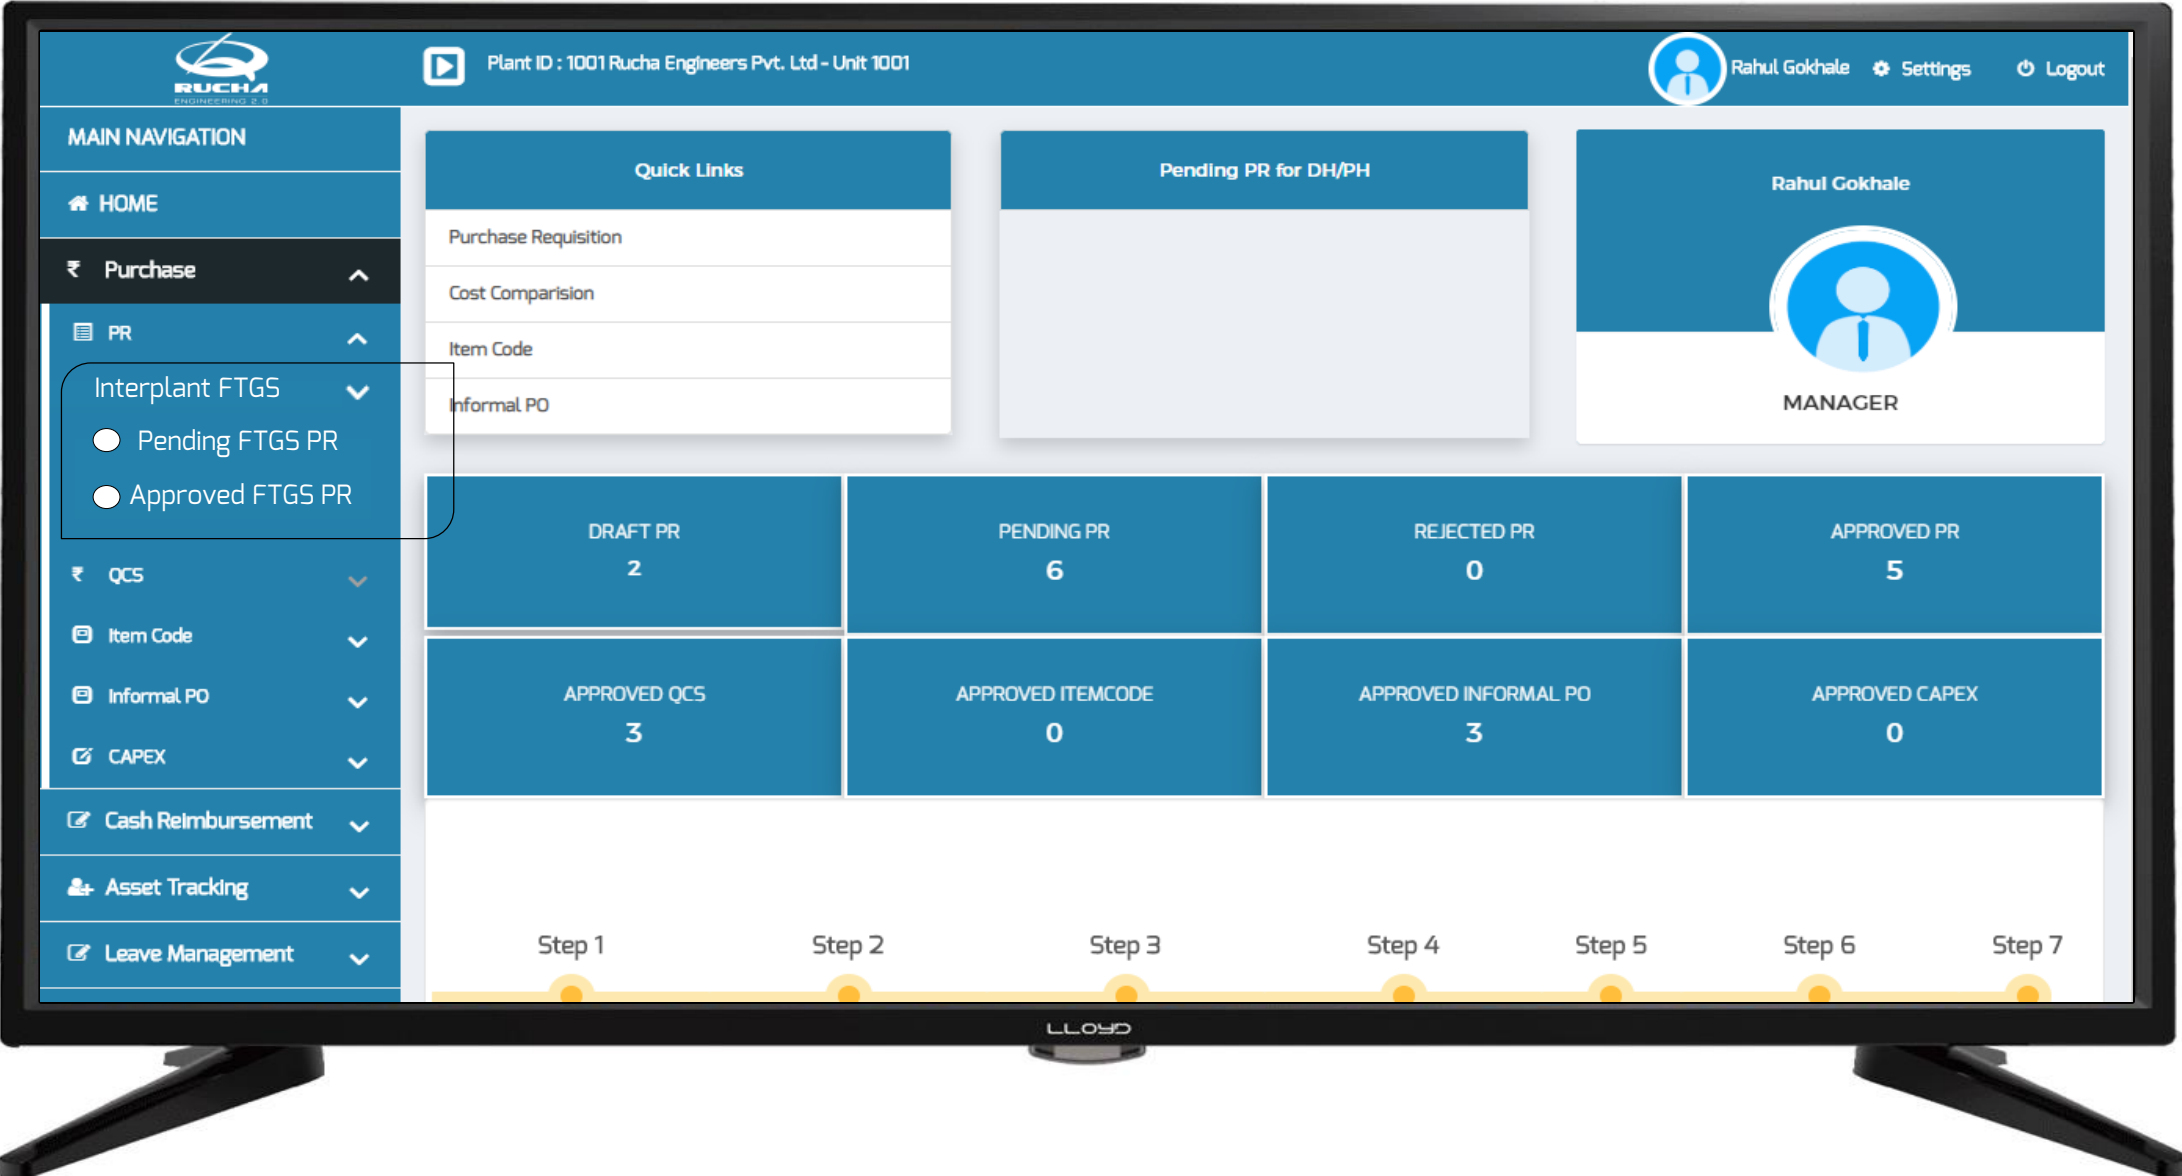 RUCHA
ENGINEERING 2.0
Plant ID : 1001 Rucha Engineers Pvt. Ltd - Unit 1001
Rahul Gokhale
Settings
Logout
MAIN NAVIGATION
HOME
₹ Purchase
PR
Interplant FTGS
Pending FTGS PR
Approved FTGS PR
₹ QCS
Item Code
Informal PO
CAPEX
Cash Reimbursement
Asset Tracking
Leave Management
Quick Links
Purchase Requisition
Cost Comparision
Item Code
Informal PO
Pending PR for DH/PH
Rahul Gokhale
MANAGER
DRAFT PR
2
PENDING PR
6
REJECTED PR
0
APPROVED PR
5
APPROVED QCS
3
APPROVED ITEMCODE
0
APPROVED INFORMAL PO
3
APPROVED CAPEX
0
Step 1
Step 2
Step 3
Step 4
Step 5
Step 6
Step 7
LLOYD